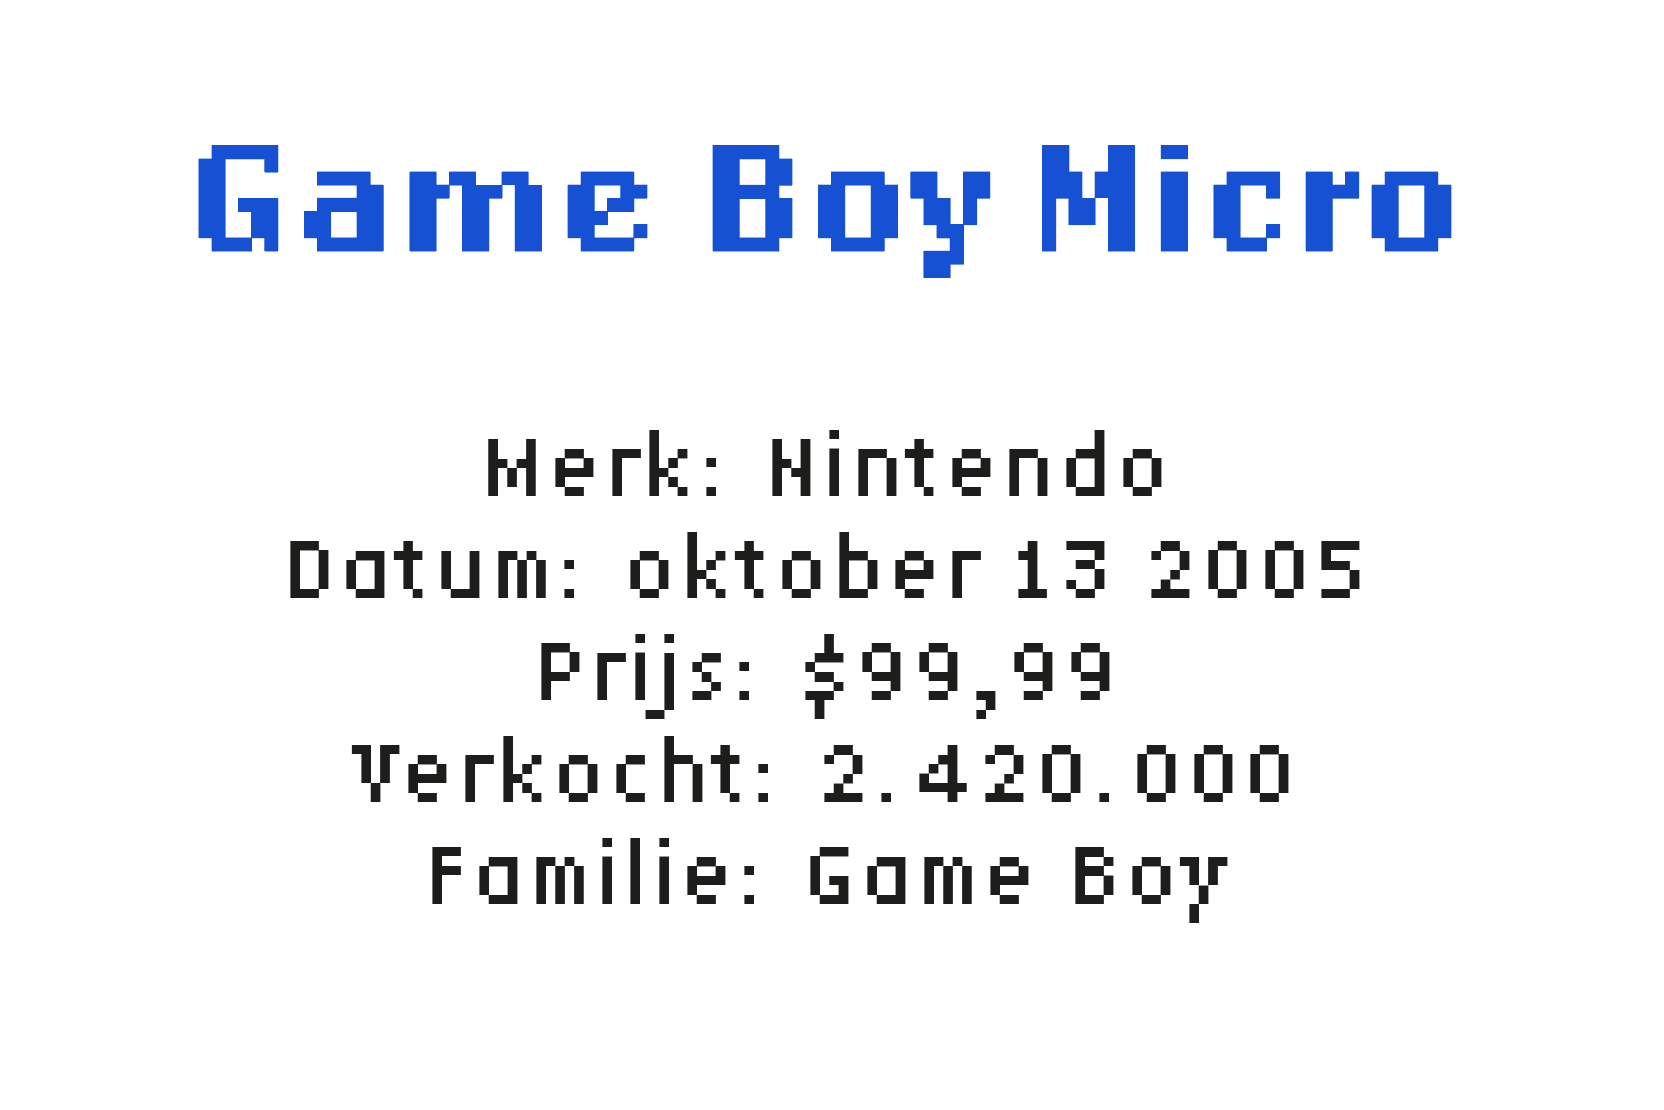 Game Boy Micro
Merk: Nintendo
Datum: oktober 13 2005
Prijs: $99,99
Verkocht: 2.420.000
Familie: Game Boy